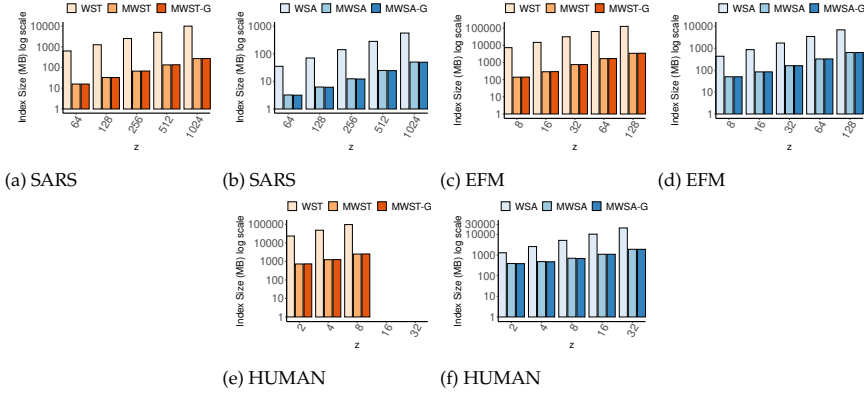 WST MWST MWST-G
Index Size (MB) log scale
10000
1000
100
10
1
64 128 256 512 1024
z
(a) SARS
WSA MWSA MWSA-G
Index Size (MB) log scale
1000
100
10
1
64 128 256 512 1024
z
(b) SARS
WST MWST MWST-G
Index Size (MB) log scale
100000
10000
1000
100
10
1
8 16 32 64 128
z
(c) EFM
WSA MWSA MWSA-G
Index Size (MB) log scale
10000
1000
100
10
1
8 16 32 64 128
z
(d) EFM
WST MWST MWST-G
Index Size (MB) log scale
100000
10000
1000
100
10
1
2 4 8 16 32
z
(e) HUMAN
WSA MWSA MWSA-G
Index Size (MB) log scale
30000
10000
1000
100
10
1
2 4 8 16 32
z
(f) HUMAN